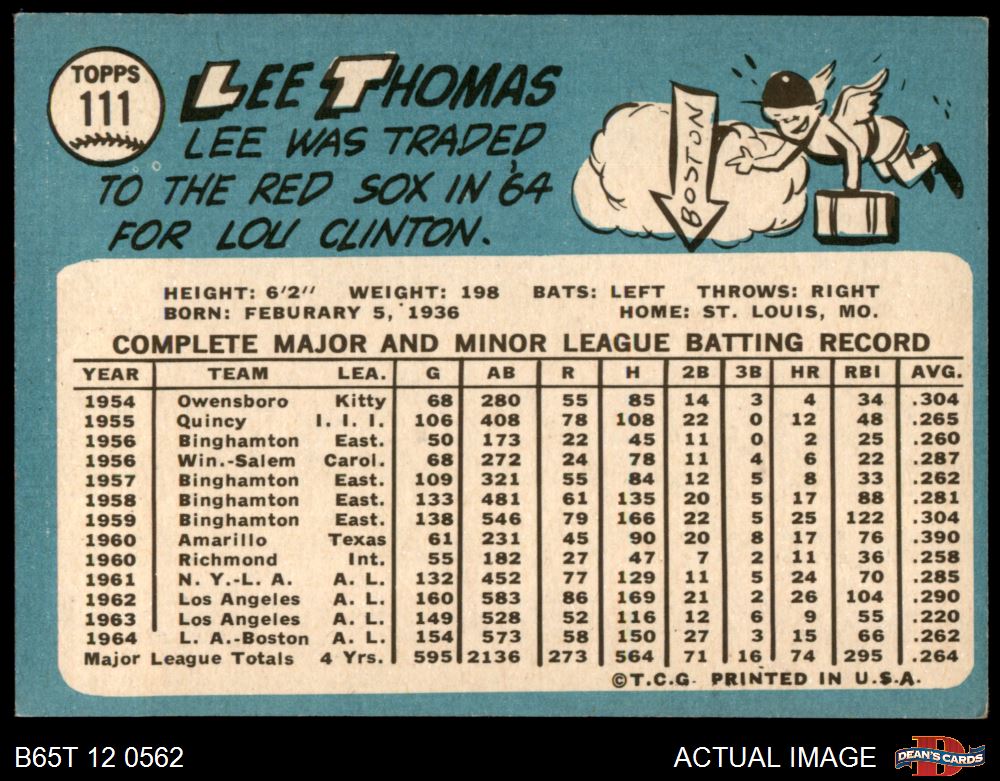 TOPPS
111
LEE THOMAS
LEE WAS TRADED
TO THE RED SOX IN '64
FOR LOU CLINTON.
BOSTON
HEIGHT: 6'2" WEIGHT: 198 BATS: LEFT THROWS: RIGHT
BORN: FEBURARY 5, 1936 HOME: ST. LOUIS, MO.
COMPLETE MAJOR AND MINOR LEAGUE BATTING RECORD
YEAR TEAM LEA. G AB R H 2B 3B HR RBI AVG.
1954 Owensboro Kitty 68 280 55 85 14 3 4 34 .304
1955 Quincy I. I. I. 106 408 78 108 22 0 12 48 .265
1956 Binghamton East. 50 173 22 45 11 0 2 25 .260
1956 Win.-Salem Carol. 68 272 24 78 11 4 6 22 .287
1957 Binghamton East. 109 321 55 84 12 5 8 33 .262
1958 Binghamton East. 133 481 61 135 20 5 17 88 .281
1959 Binghamton East. 138 546 79 166 22 5 25 122 .304
1960 Amarillo Texas 61 231 45 90 20 8 17 76 .390
1960 Richmond Int. 55 182 27 47 7 2 11 36 .258
1961 N. Y.-L. A. A. L. 132 452 77 129 11 5 24 70 .285
1962 Los Angeles A. L. 160 583 86 169 21 2 26 104 .290
1963 Los Angeles A. L. 149 528 52 116 12 6 9 55 .220
1964 L. A.-Boston A. L. 154 573 58 150 27 3 15 66 .262
Major League Totals 4 Yrs. 595 2136 273 564 71 16 74 295 .264
©T.C.G. PRINTED IN U.S.A.
B65T 12 0562
ACTUAL IMAGE
DEAN'S CARDS